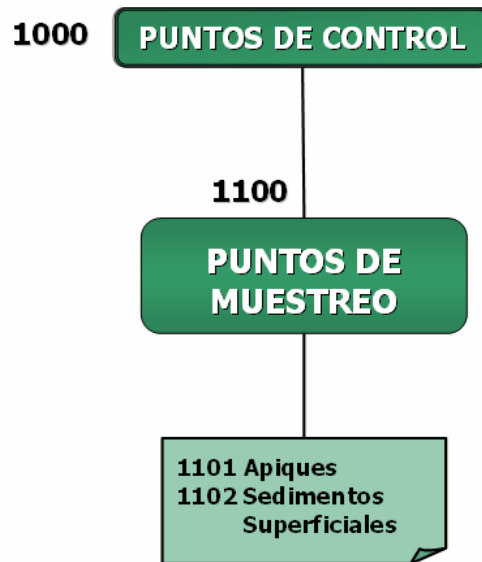 1000 PUNTOS DE CONTROL
1100
PUNTOS DE
MUESTREO
1101 Apiques
1102 Sedimentos
Superficiales